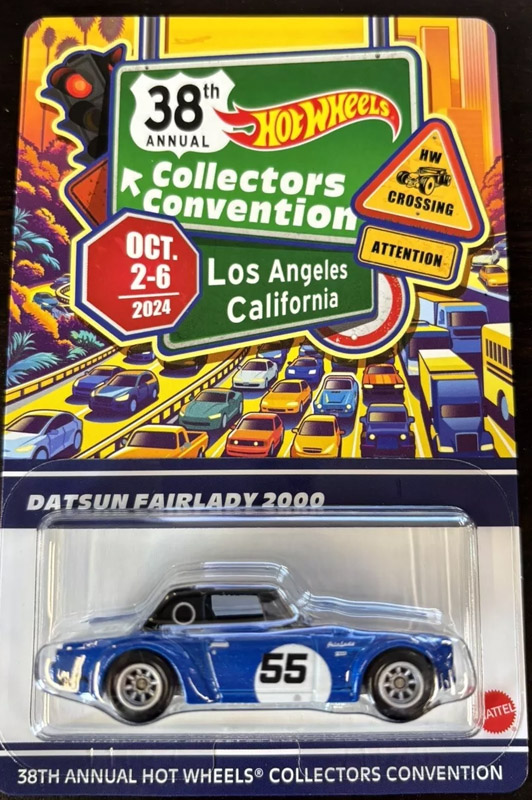 38th
ANNUAL
HOT WHEELS
Collectors
Convention
HW
CROSSING
ATTENTION
OCT.
2-6
2024
Los Angeles
California
DATSUN FAIRLADY 2000
55
MATTEL
38TH ANNUAL HOT WHEELS® COLLECTORS CONVENTION